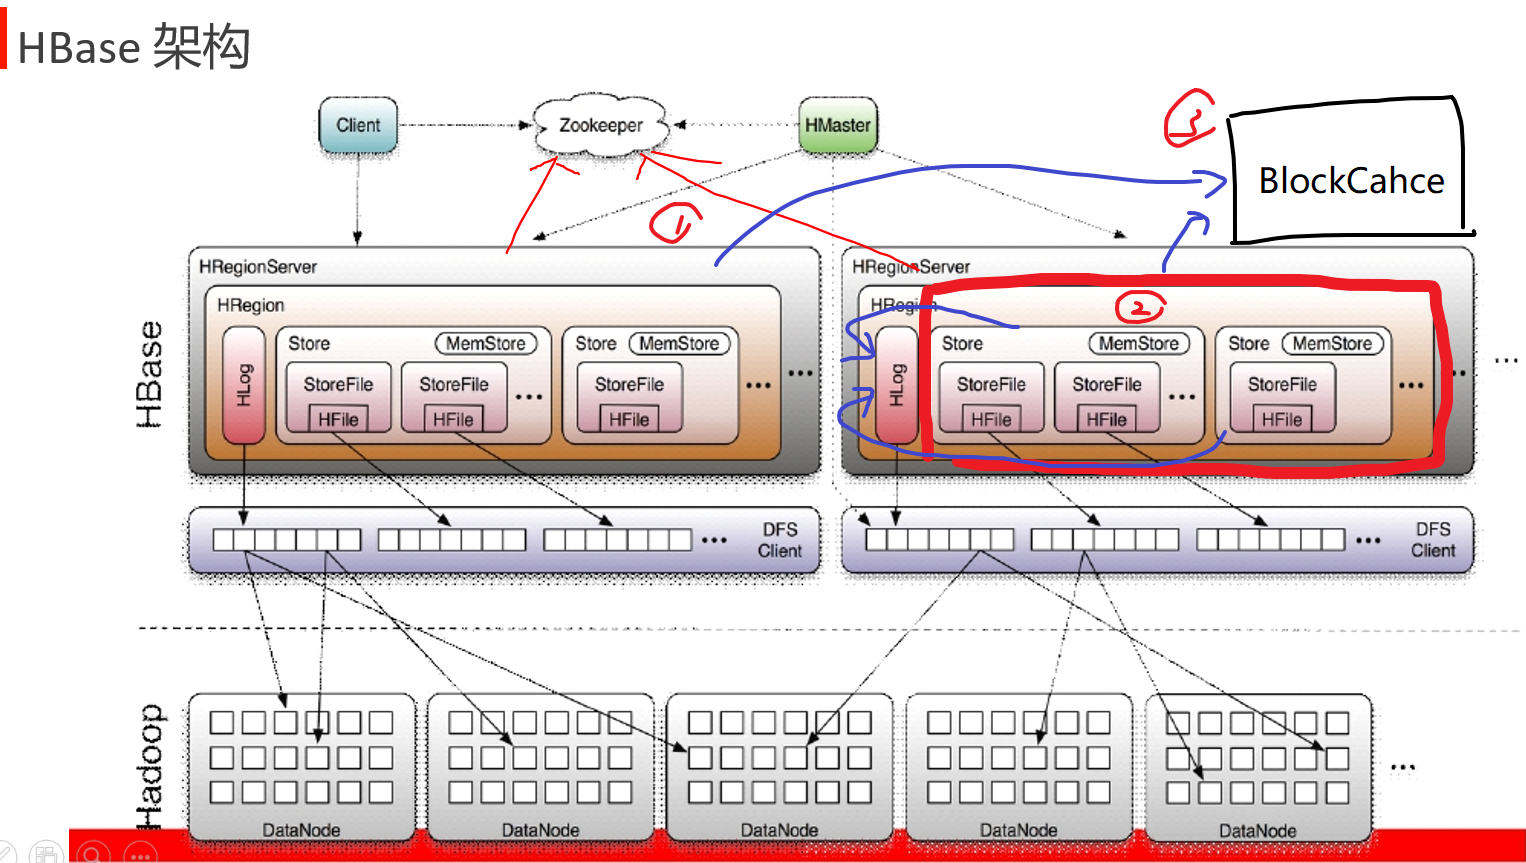 HBase 架构
Client
Zookeeper
HMaster
3
BlockCahce
1
HRegionServer
HRegion
HLog
Store
MemStore
StoreFile
HFile
StoreFile
HFile
...
Store
MemStore
StoreFile
HFile
...
...
HRegionServer
HRegion
2
HLog
Store
MemStore
StoreFile
HFile
StoreFile
HFile
...
Store
MemStore
StoreFile
HFile
...
...
...
HBase
...
DFS
Client
...
DFS
Client
Hadoop
DataNode
DataNode
DataNode
DataNode
DataNode
...